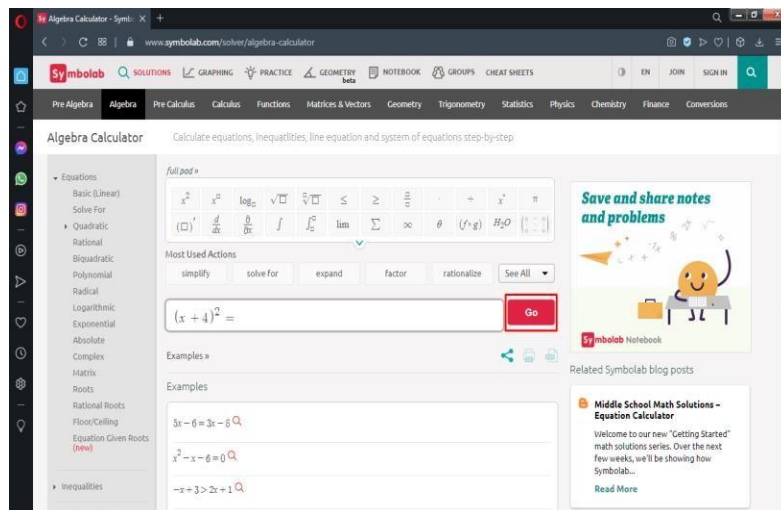 Algebra Calculator - Symb
www.symbolab.com/solver/algebra-calculator
Symbolab SOLUTIONS GRAPHING PRACTICE GEOMETRY beta NOTEBOOK GROUPS CHEAT SHEETS EN JOIN SIGN IN
Pre Algebra Algebra Pre Calculus Calculus Functions Matrices & Vectors Geometry Trigonometry Statistics Physics Chemistry Finance Conversions
Algebra Calculator Calculate equations, inequatlities, line equation and system of equations step-by-step
Equations
Basic (Linear)
Solve For
Quadratic
Rational
Biquadratic
Polynomial
Radical
Logarithmic
Exponential
Absolute
Complex
Matrix
Roots
Rational Roots
Floor/Ceiling
Equation Given Roots
(new)
Inequalities
full pad »
x² x^□ log□ √□ □√□ ≤ ≥ □/□ · ÷ x° π
(□)′ d/dx ∂/∂x ∫ ∫ lim ∑ ∞ θ (f∘g) H₂O
Most Used Actions
simplify solve for expand factor rationalize See All
(x + 4)² = Go
Examples »
Examples
5x − 6 = 3x − 8
x² − x − 6 = 0
−x + 3 > 2x + 1
Save and share notes
and problems
Symbolab Notebook
Related Symbolab blog posts
Middle School Math Solutions –
Equation Calculator
Welcome to our new "Getting Started"
math solutions series. Over the next
few weeks, we'll be showing how
Symbolab...
Read More